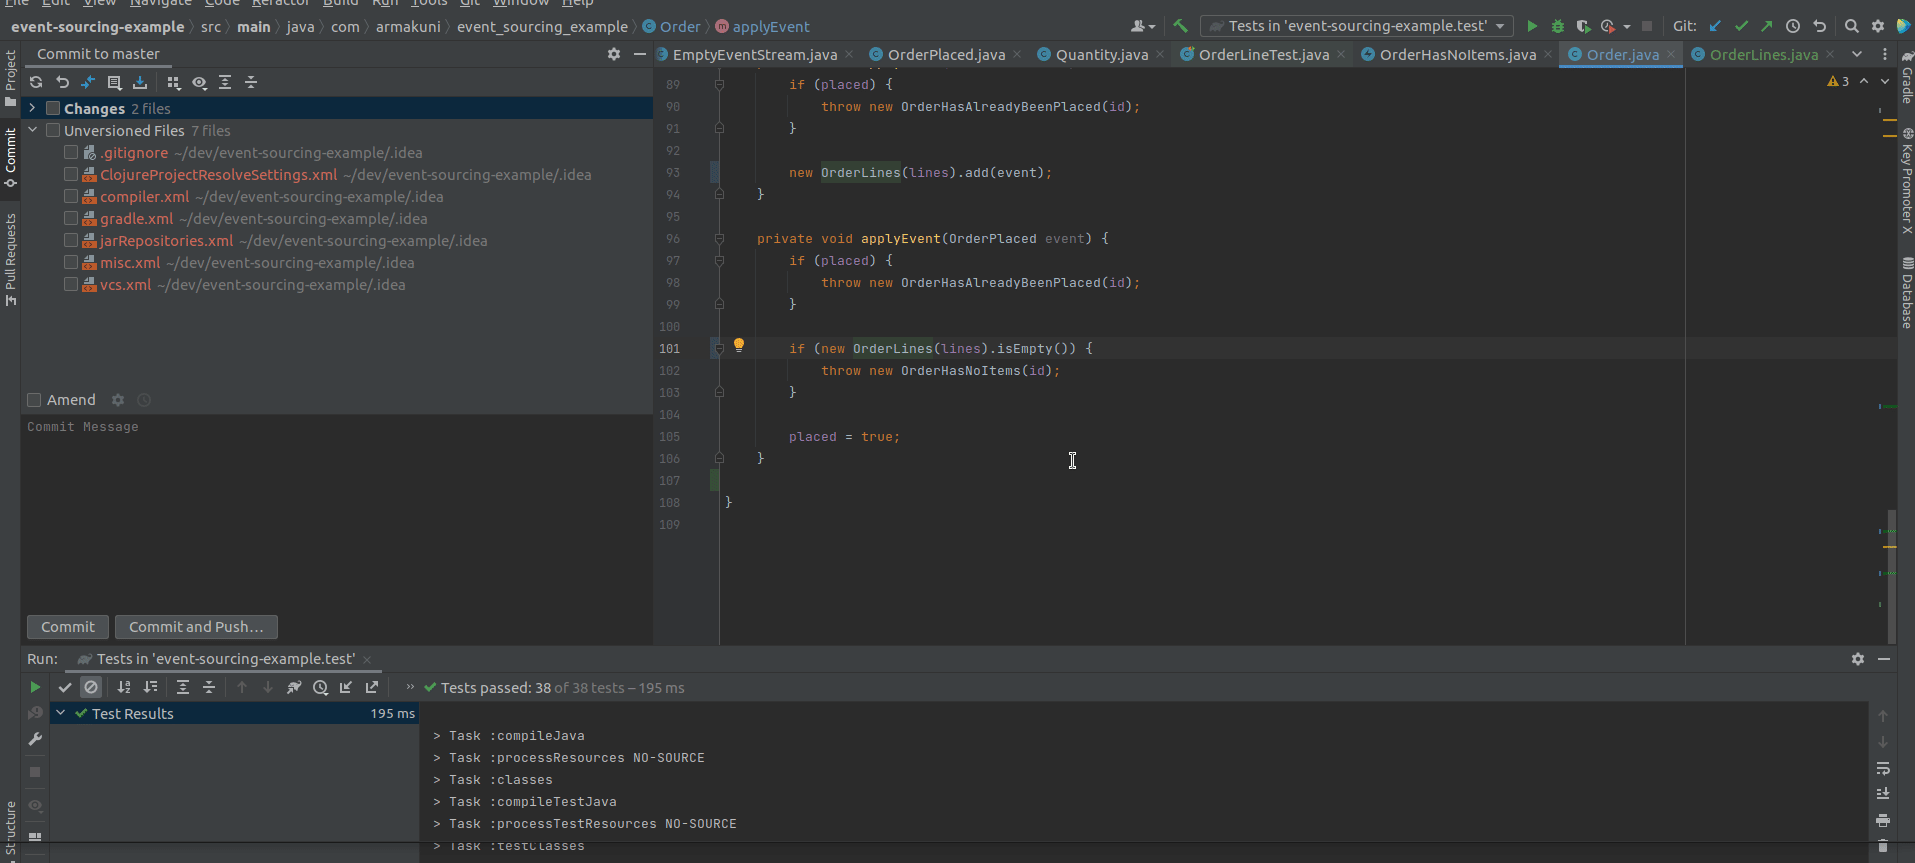 File Edit View Navigate Code Refactor Build Run Tools Git Window Help
event-sourcing-example src main java com armakuni event_sourcing_example Order applyEvent
Tests in 'event-sourcing-example.test'
Git:
Commit to master
EmptyEventStream.java OrderPlaced.java Quantity.java OrderLineTest.java OrderHasNoItems.java Order.java OrderLines.java
Project
Commit
Pull Requests
Structure
Changes 2 files
Unversioned Files 7 files
.gitignore ~/dev/event-sourcing-example/.idea
ClojureProjectResolveSettings.xml ~/dev/event-sourcing-example/.idea
compiler.xml ~/dev/event-sourcing-example/.idea
gradle.xml ~/dev/event-sourcing-example/.idea
jarRepositories.xml ~/dev/event-sourcing-example/.idea
misc.xml ~/dev/event-sourcing-example/.idea
vcs.xml ~/dev/event-sourcing-example/.idea
Amend
Commit Message
Commit
Commit and Push...
89 if (placed) {
90 throw new OrderHasAlreadyBeenPlaced(id);
91 }
92
93 new OrderLines(lines).add(event);
94 }
95
96 private void applyEvent(OrderPlaced event) {
97 if (placed) {
98 throw new OrderHasAlreadyBeenPlaced(id);
99 }
100
101 if (new OrderLines(lines).isEmpty()) {
102 throw new OrderHasNoItems(id);
103 }
104
105 placed = true;
106 }
107
108 }
109
3
Gradle
Key Promoter X
Database
Run: Tests in 'event-sourcing-example.test'
» Tests passed: 38 of 38 tests – 195 ms
Test Results 195 ms
> Task :compileJava
> Task :processResources NO-SOURCE
> Task :classes
> Task :compileTestJava
> Task :processTestResources NO-SOURCE
> Task :testClasses